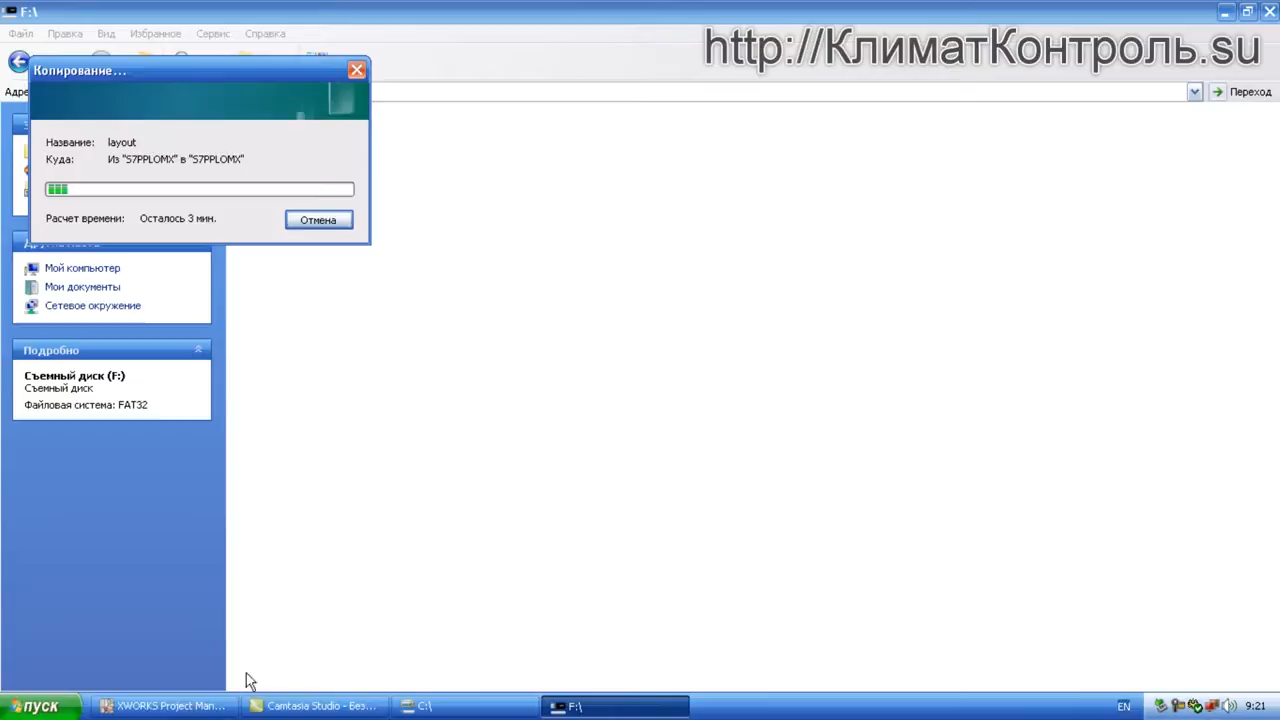 F:\
Файл Правка Вид Избранное Сервис Справка
http://КлиматКонтроль.su
Копирование...
Переход
Название: layout
Куда: Из "S7PPLOMX" в "S7PPLOMX"
Расчет времени: Осталось 3 мин.
Отмена
Мой компьютер
Мои документы
Сетевое окружение
Подробно
Съемный диск (F:)
Съемный диск
Файловая система: FAT32
пуск
XWORKS Project Man...
Camtasia Studio - Без...
C:\
F:\
EN
9:21